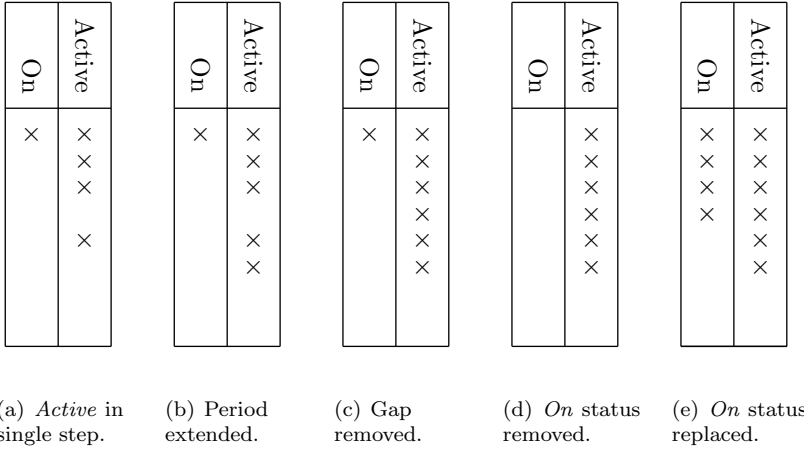 On Active
× ×
×
×
×
(a) Active in
single step.
On Active
× ×
×
×
×
×
(b) Period
extended.
On Active
× ×
×
×
×
×
×
(c) Gap
removed.
On Active
×
×
×
×
×
×
(d) On status
removed.
On Active
× ×
× ×
× ×
× ×
×
×
(e) On status
replaced.